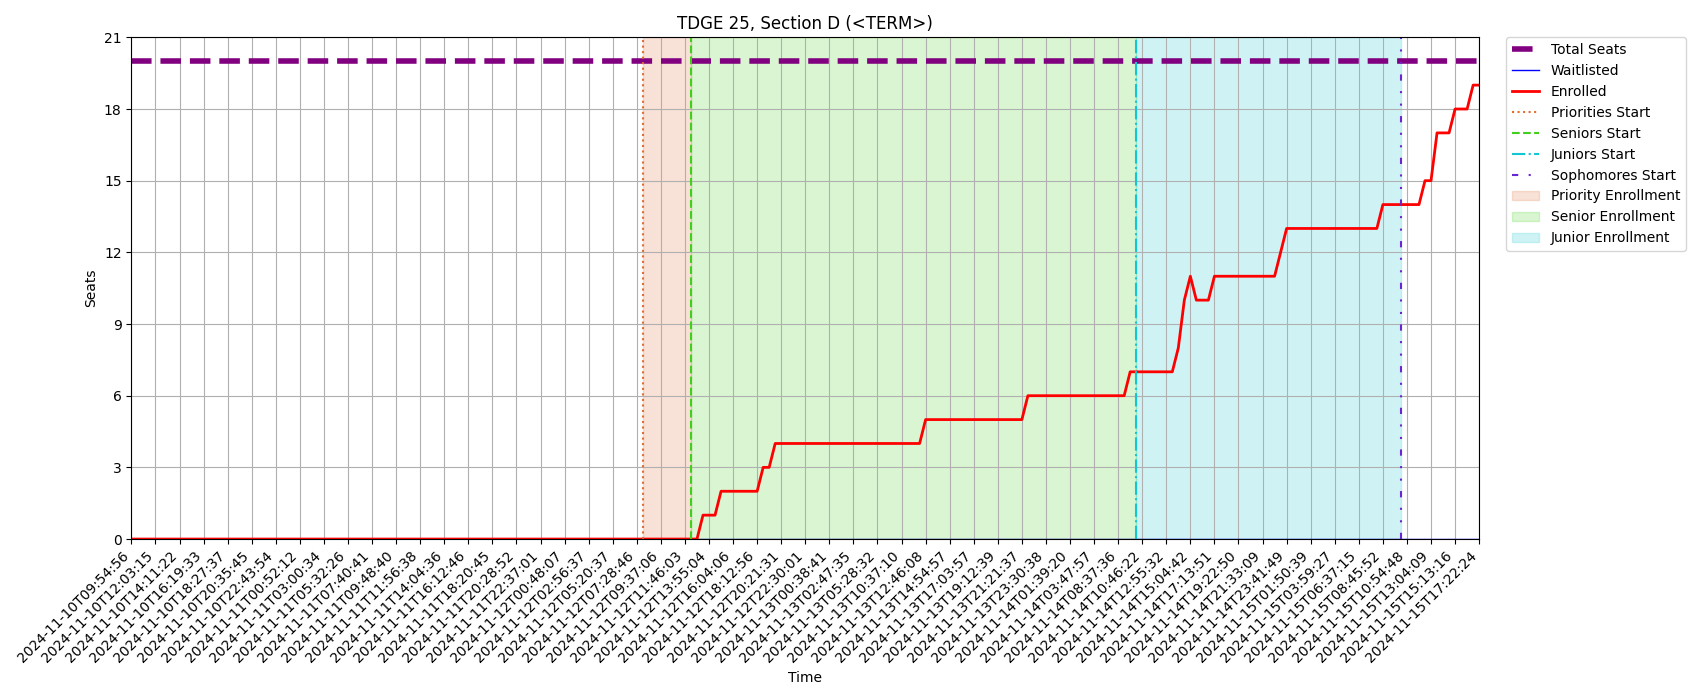 TDGE 25, Section D (<TERM>)
21
18
15
12
9
6
3
0
Seats
2024-11-10T09:54:56
2024-11-10T12:03:15
2024-11-10T14:11:22
2024-11-10T16:19:33
2024-11-10T18:27:37
2024-11-10T20:35:45
2024-11-10T22:43:54
2024-11-11T00:52:12
2024-11-11T03:00:34
2024-11-11T05:32:26
2024-11-11T07:40:41
2024-11-11T09:48:40
2024-11-11T11:56:38
2024-11-11T14:04:36
2024-11-11T16:12:46
2024-11-11T18:20:45
2024-11-11T20:28:52
2024-11-11T22:37:01
2024-11-12T00:48:07
2024-11-12T02:56:37
2024-11-12T05:20:37
2024-11-12T07:28:46
2024-11-12T09:37:06
2024-11-12T11:46:03
2024-11-12T13:55:04
2024-11-12T16:04:06
2024-11-12T18:12:56
2024-11-12T20:21:31
2024-11-12T22:30:01
2024-11-13T00:38:41
2024-11-13T02:47:35
2024-11-13T05:28:32
2024-11-13T10:37:10
2024-11-13T12:46:08
2024-11-13T14:54:57
2024-11-13T17:03:57
2024-11-13T19:12:39
2024-11-13T21:21:37
2024-11-13T23:30:38
2024-11-14T01:39:20
2024-11-14T03:47:57
2024-11-14T08:37:36
2024-11-14T10:46:22
2024-11-14T12:55:32
2024-11-14T15:04:42
2024-11-14T17:13:51
2024-11-14T19:22:50
2024-11-14T21:33:09
2024-11-14T23:41:49
2024-11-15T01:50:39
2024-11-15T03:59:27
2024-11-15T06:37:15
2024-11-15T08:45:52
2024-11-15T10:54:48
2024-11-15T13:04:09
2024-11-15T15:13:16
2024-11-15T17:22:24
Time
Total Seats
Waitlisted
Enrolled
Priorities Start
Seniors Start
Juniors Start
Sophomores Start
Priority Enrollment
Senior Enrollment
Junior Enrollment